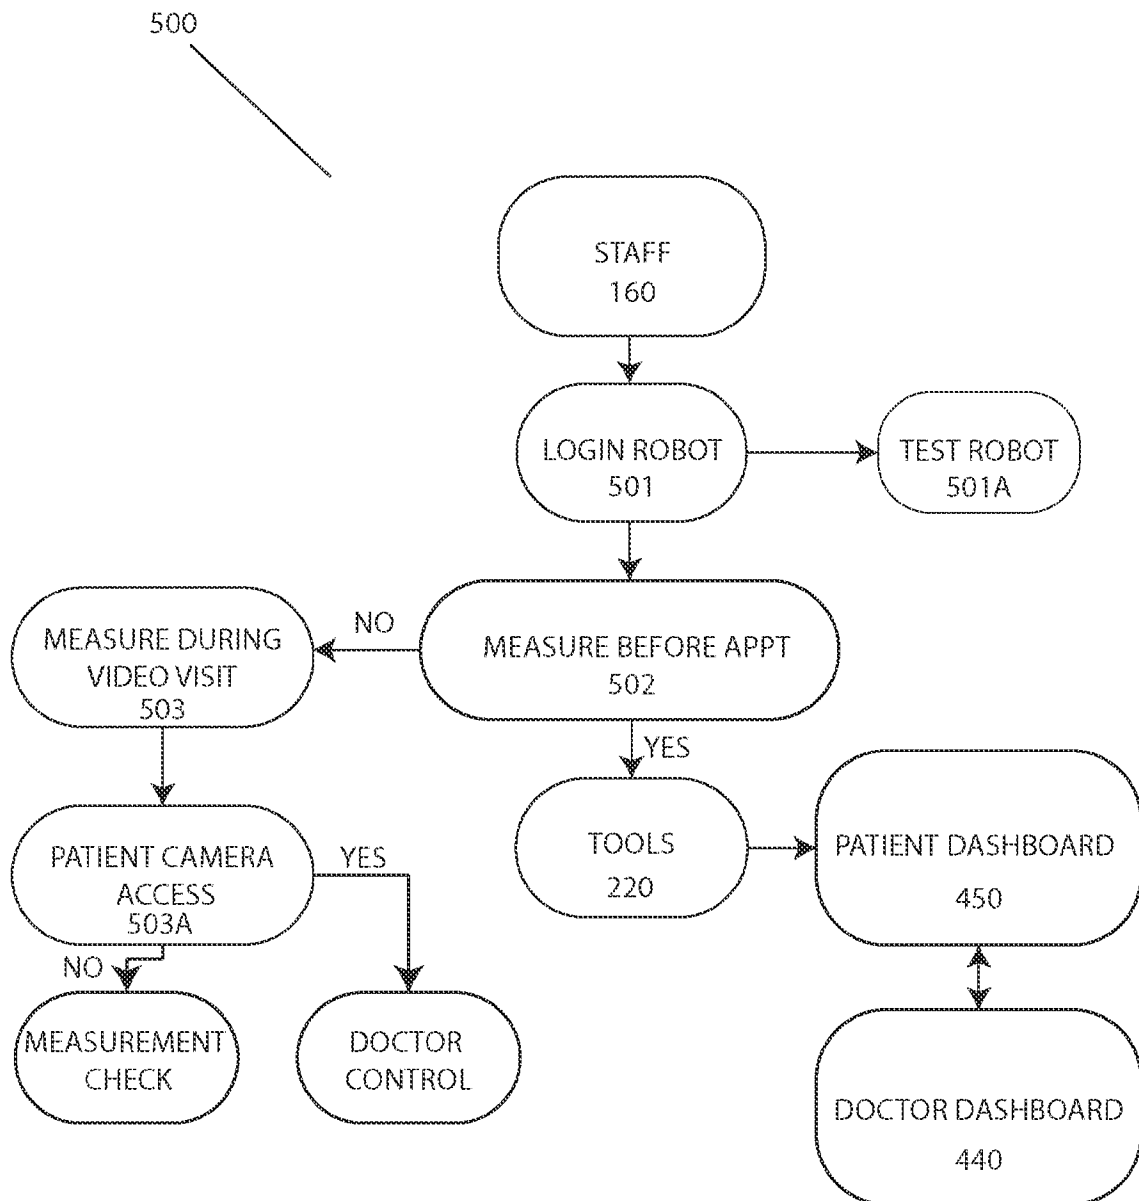 500
STAFF
160
LOGIN ROBOT
501
TEST ROBOT
501A
NO
MEASURE DURING
VIDEO VISIT
503
MEASURE BEFORE APPT
502
YES
PATIENT CAMERA
ACCESS
503A
YES
TOOLS
220
PATIENT DASHBOARD
450
NO
MEASUREMENT
CHECK
DOCTOR
CONTROL
DOCTOR DASHBOARD
440